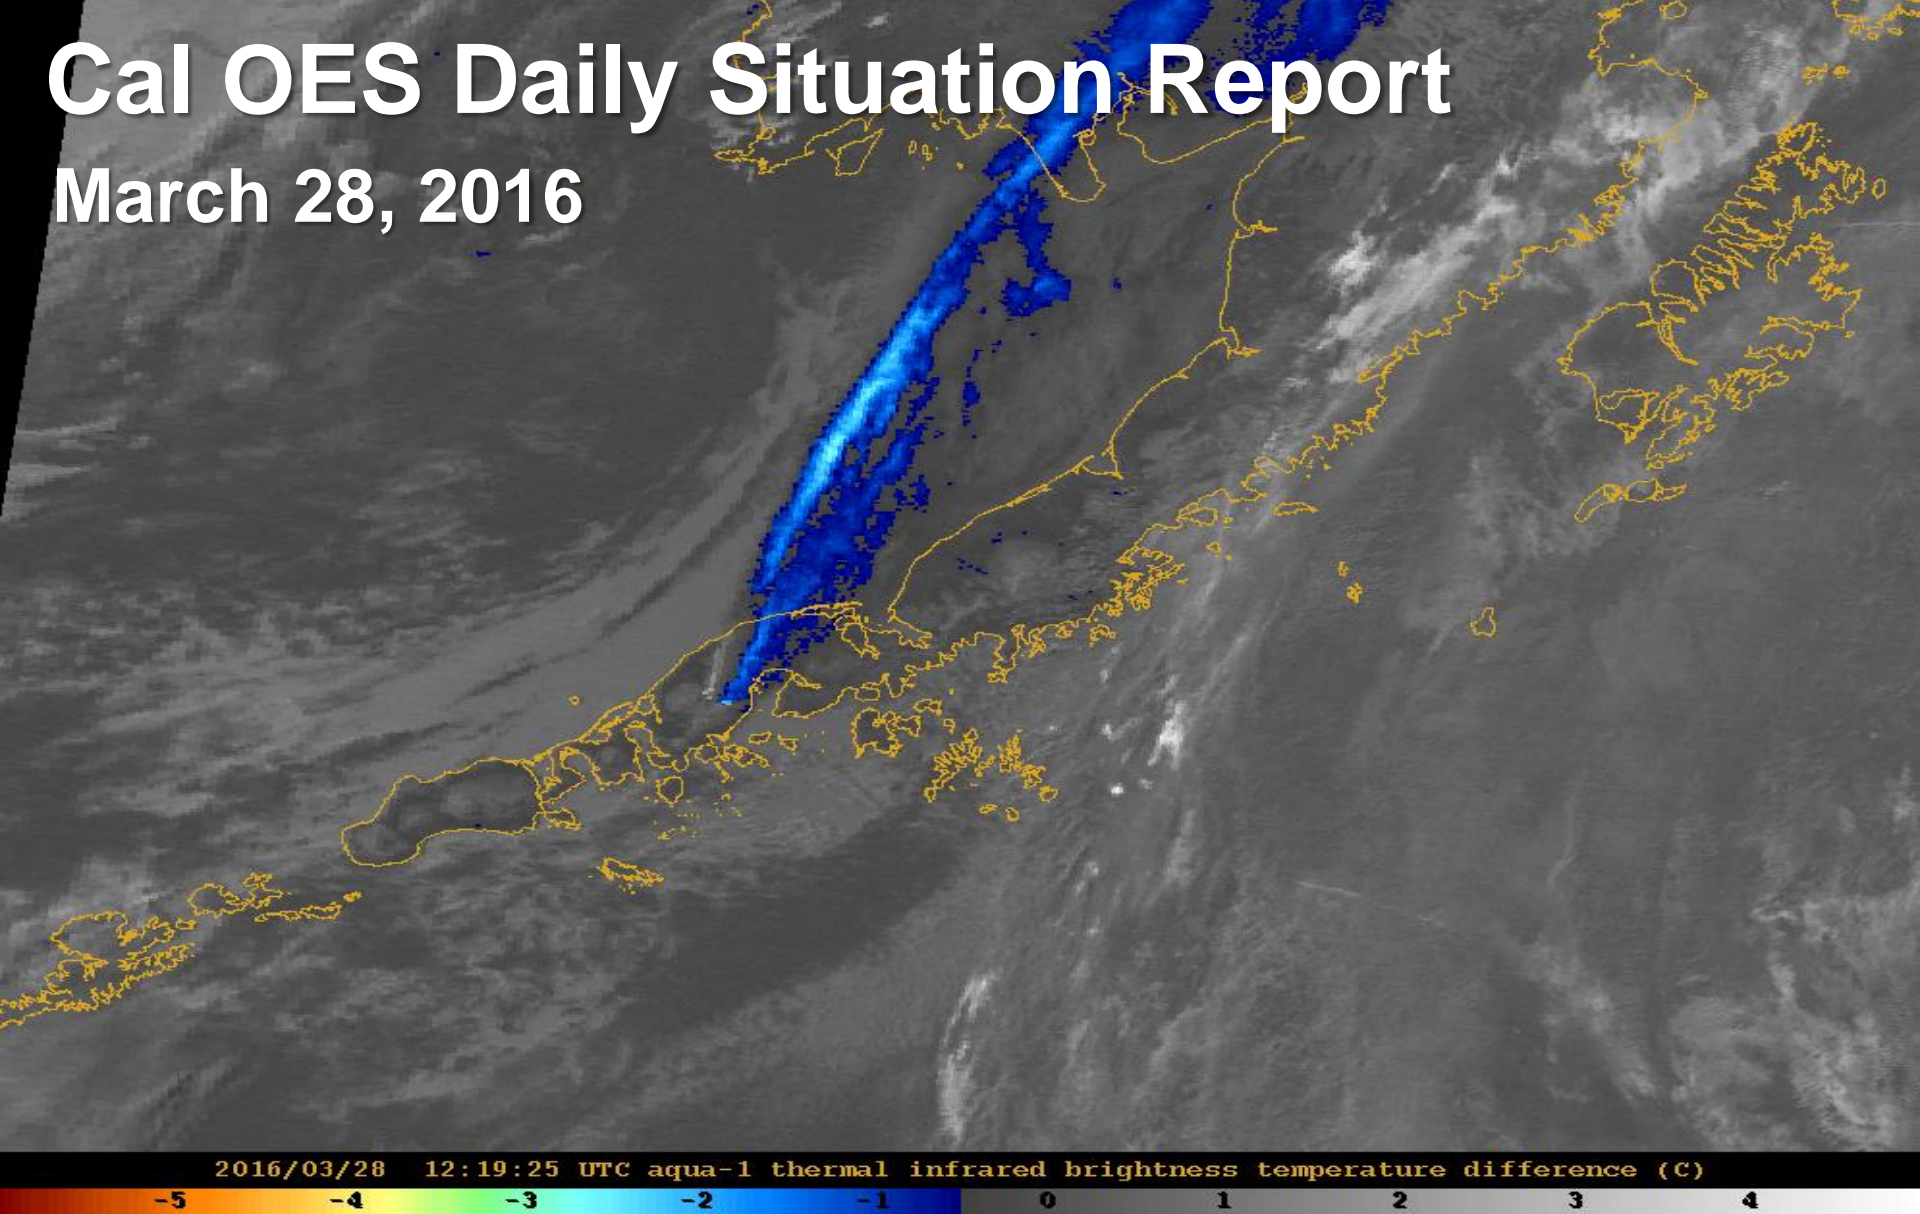 Cal OES Daily Situation Report
March 28, 2016
2016/03/28 12:19:25 UTC aqua-1 thermal infrared brightness temperature difference (C)
-5 -4 -3 -2 -1 0 1 2 3 4